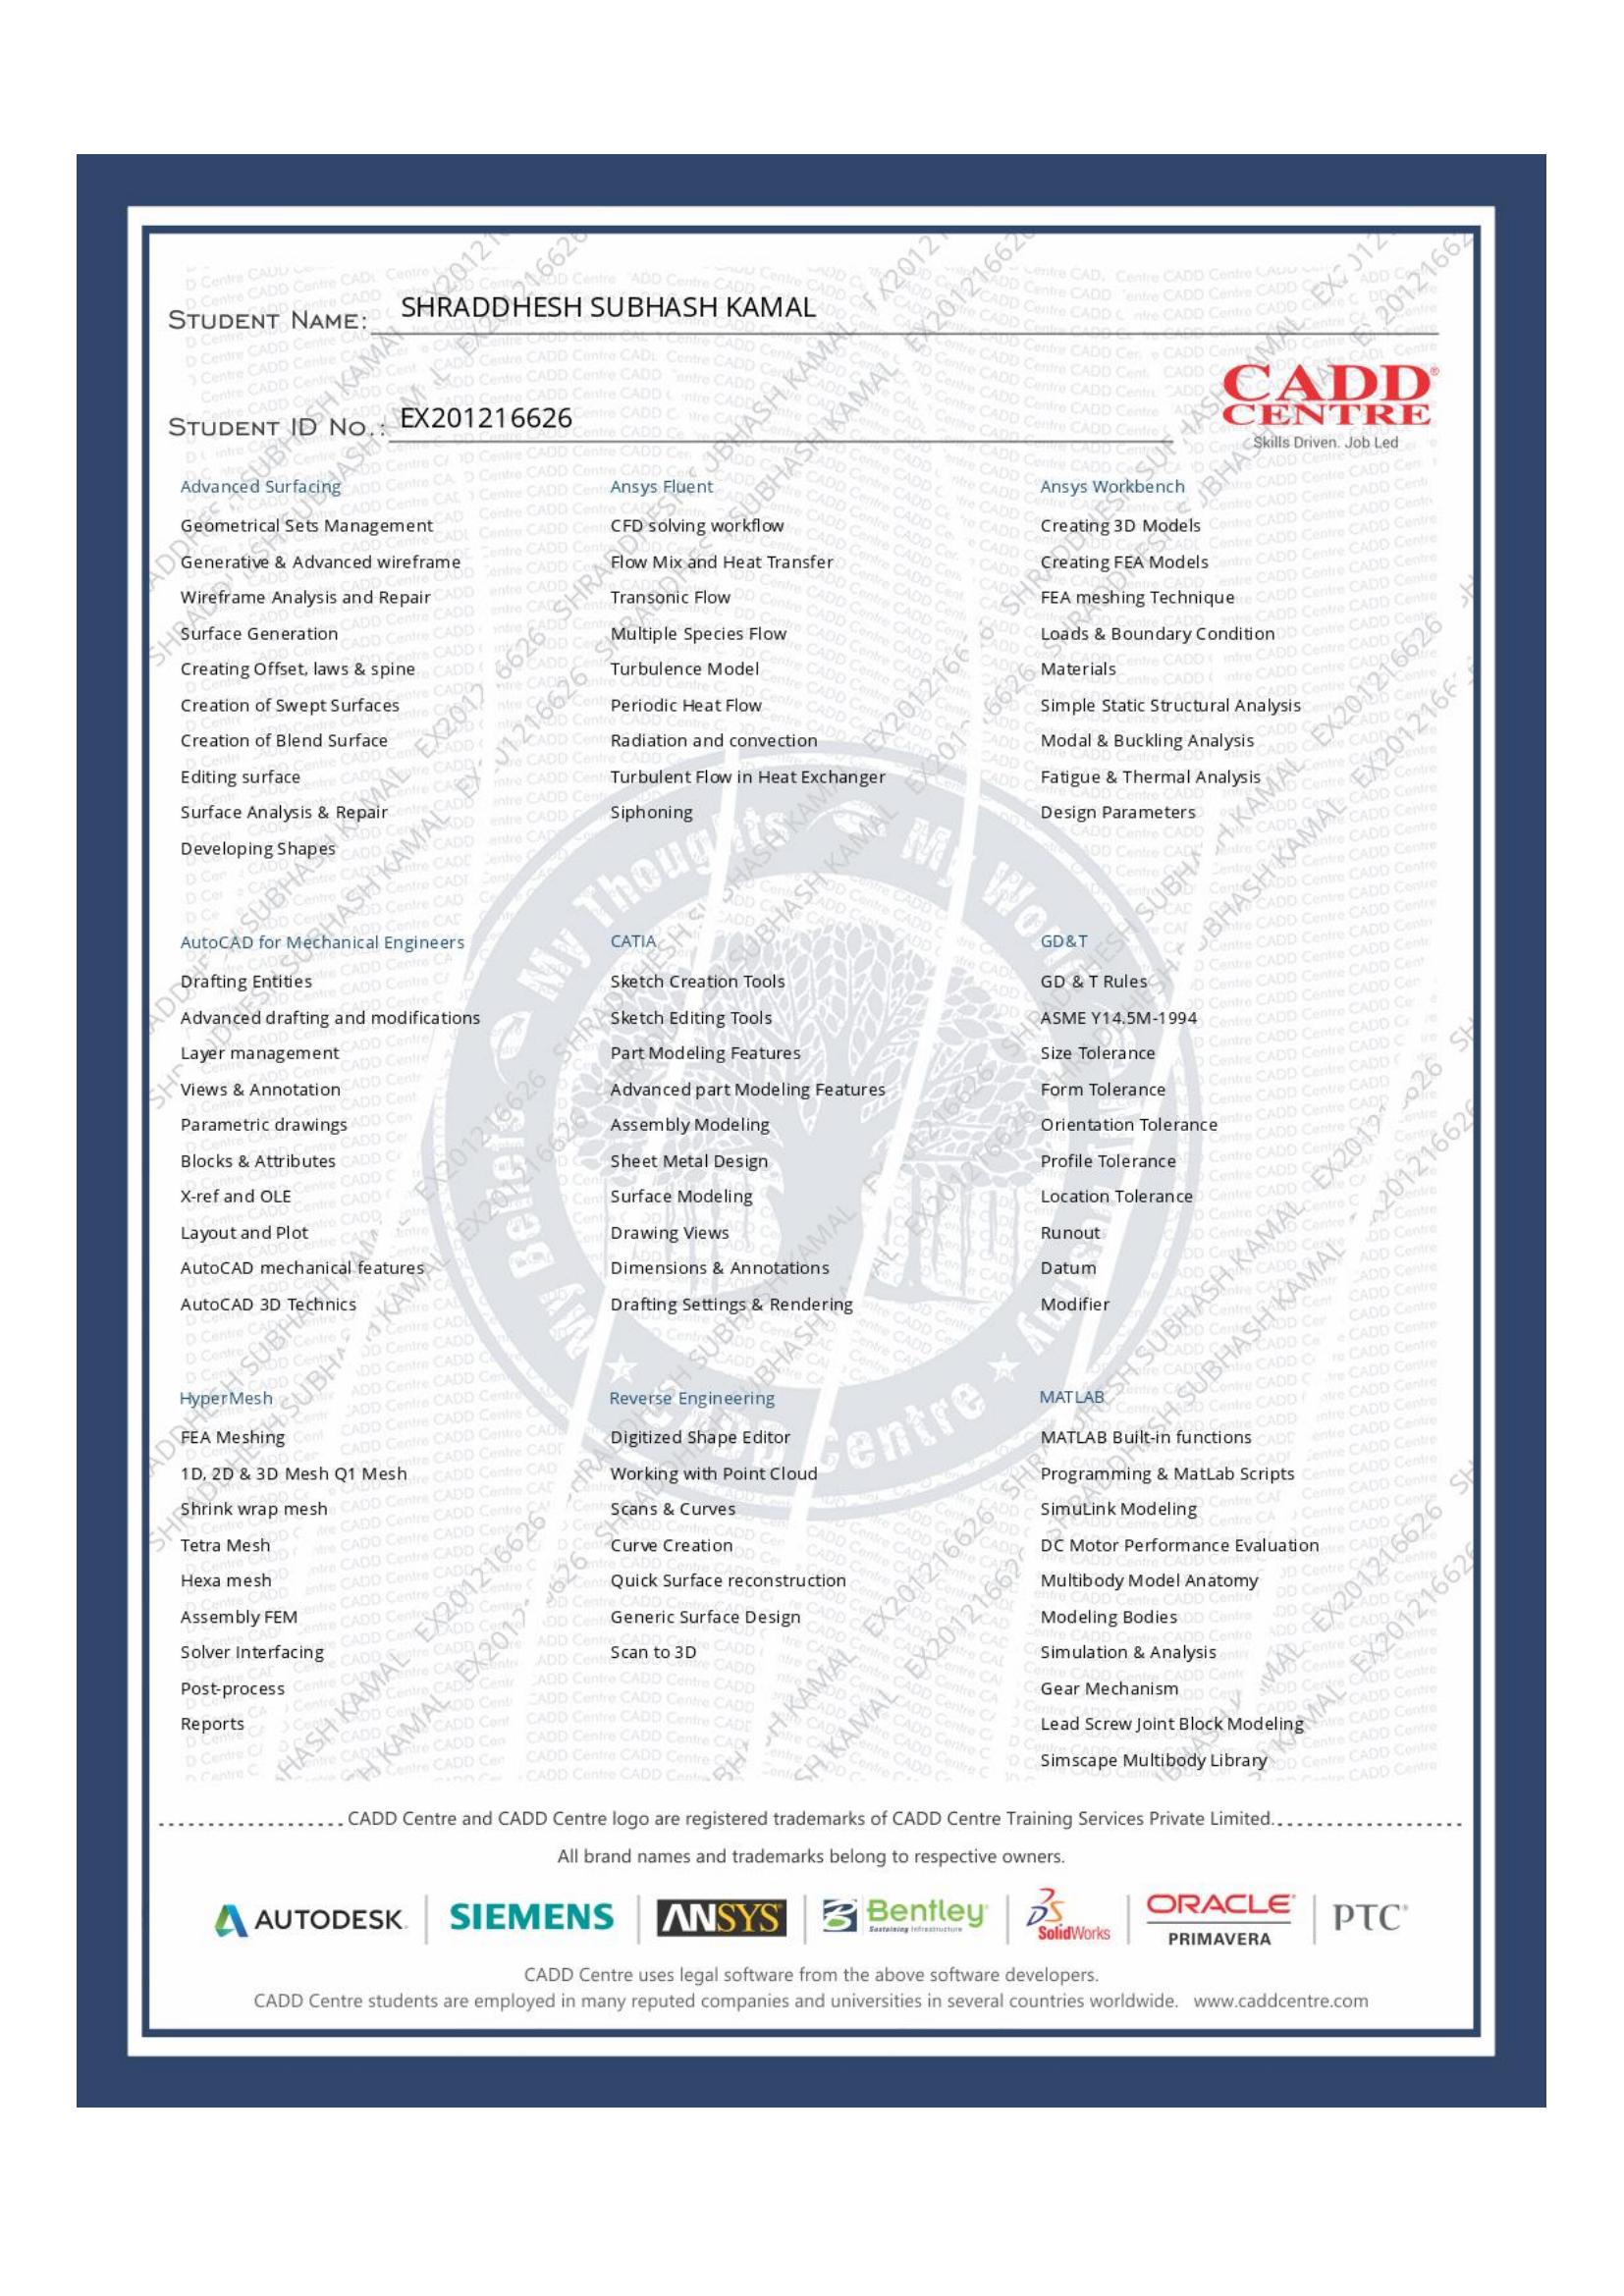 STUDENT NAME: SHRADDHESH SUBHASH KAMAL
CADD
CENTRE
Skills Driven. Job Led
STUDENT ID NO.: EX201216626
Advanced Surfacing
Geometrical Sets Management
Generative & Advanced wireframe
Wireframe Analysis and Repair
Surface Generation
Creating Offset, laws & spine
Creation of Swept Surfaces
Creation of Blend Surface
Editing surface
Surface Analysis & Repair
Developing Shapes
Ansys Fluent
CFD solving workflow
Flow Mix and Heat Transfer
Transonic Flow
Multiple Species Flow
Turbulence Model
Periodic Heat Flow
Radiation and convection
Turbulent Flow in Heat Exchanger
Siphoning
Ansys Workbench
Creating 3D Models
Creating FEA Models
FEA meshing Technique
Loads & Boundary Condition
Materials
Simple Static Structural Analysis
Modal & Buckling Analysis
Fatigue & Thermal Analysis
Design Parameters
AutoCAD for Mechanical Engineers
Drafting Entities
Advanced drafting and modifications
Layer management
Views & Annotation
Parametric drawings
Blocks & Attributes
X-ref and OLE
Layout and Plot
AutoCAD mechanical features
AutoCAD 3D Technics
CATIA
Sketch Creation Tools
Sketch Editing Tools
Part Modeling Features
Advanced part Modeling Features
Assembly Modeling
Sheet Metal Design
Surface Modeling
Drawing Views
Dimensions & Annotations
Drafting Settings & Rendering
GD&T
GD & T Rules
ASME Y14.5M-1994
Size Tolerance
Form Tolerance
Orientation Tolerance
Profile Tolerance
Location Tolerance
Runout
Datum
Modifier
HyperMesh
FEA Meshing
1D, 2D & 3D Mesh Q1 Mesh
Shrink wrap mesh
Tetra Mesh
Hexa mesh
Assembly FEM
Solver Interfacing
Post-process
Reports
Reverse Engineering
Digitized Shape Editor
Working with Point Cloud
Scans & Curves
Curve Creation
Quick Surface reconstruction
Generic Surface Design
Scan to 3D
MATLAB
MATLAB Built-in functions
Programming & MatLab Scripts
SimuLink Modeling
DC Motor Performance Evaluation
Multibody Model Anatomy
Modeling Bodies
Simulation & Analysis
Gear Mechanism
Lead Screw Joint Block Modeling
Simscape Multibody Library
CADD Centre and CADD Centre logo are registered trademarks of CADD Centre Training Services Private Limited.
All brand names and trademarks belong to respective owners.
AUTODESK. SIEMENS ANSYS Bentley Sustaining Infrastructure SolidWorks ORACLE PRIMAVERA PTC
CADD Centre uses legal software from the above software developers.
CADD Centre students are employed in many reputed companies and universities in several countries worldwide. www.caddcentre.com